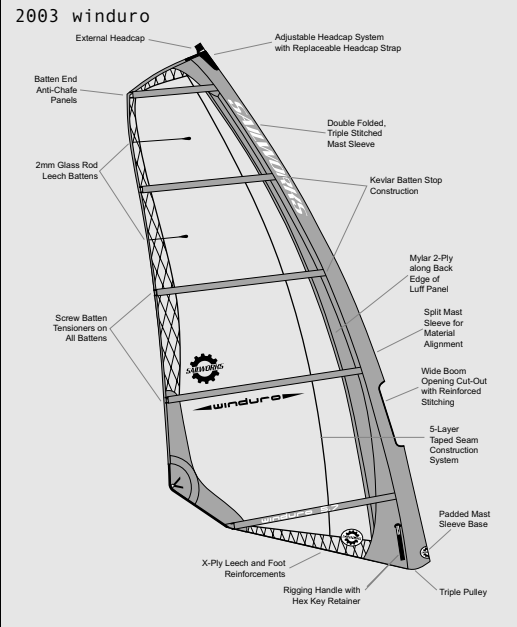 2003 winduro
External Headcap
Adjustable Headcap System
with Replaceable Headcap Strap
Batten End
Anti-Chafe
Panels
SAILWORKS
Double Folded,
Triple Stitched
Mast Sleeve
2mm Glass Rod
Leech Battens
Kevlar Batten Stop
Construction
Mylar 2-Ply
along Back
Edge of
Luff Panel
Screw Batten
Tensioners on
All Battens
Split Mast
Sleeve for
Material
Alignment
SAILWORKS
winduro
Wide Boom
Opening Cut-Out
with Reinforced
Stitching
5-Layer
Taped Seam
Construction
System
winduro
Padded Mast
Sleeve Base
X-Ply Leech and Foot
Reinforcements
Rigging Handle with
Hex Key Retainer
Triple Pulley